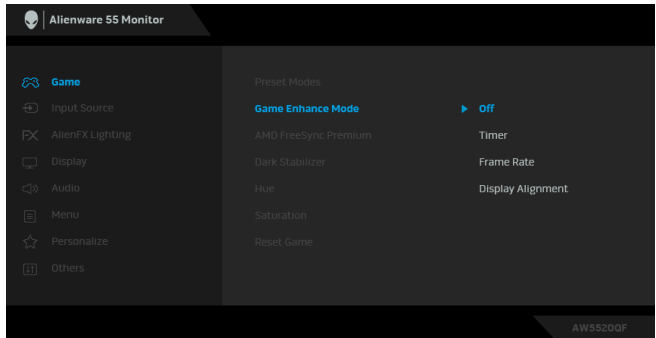 Alienware 55 Monitor
Game
Input Source
FX AlienFX Lighting
Display
Audio
Menu
Personalize
Others
Preset Modes
Game Enhance Mode
AMD FreeSync Premium
Dark Stabilizer
Hue
Saturation
Reset Game
Off
Timer
Frame Rate
Display Alignment
AW5520QF